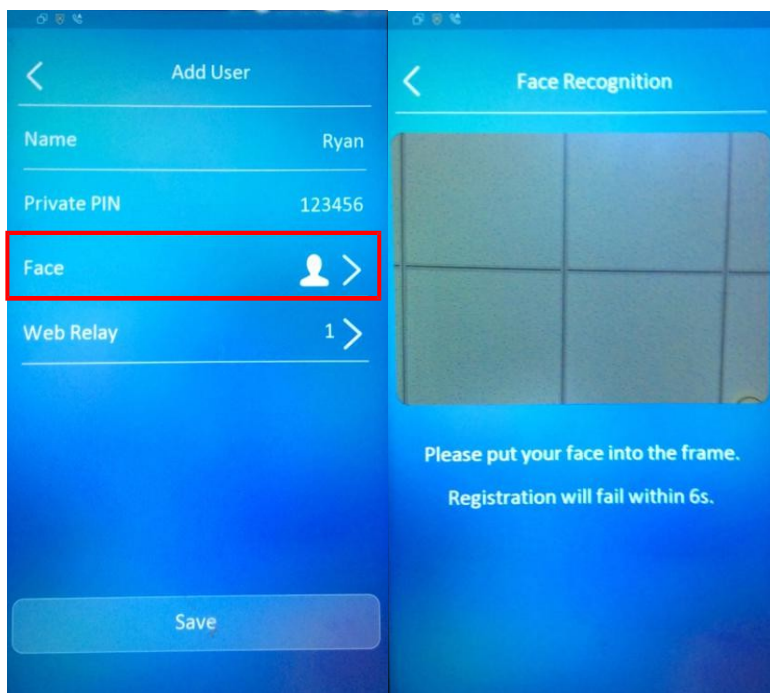 Add User
Name Ryan
Private PIN 123456
Face
Web Relay 1
Save
Face Recognition
Please put your face into the frame.
Registration will fail within 6s.